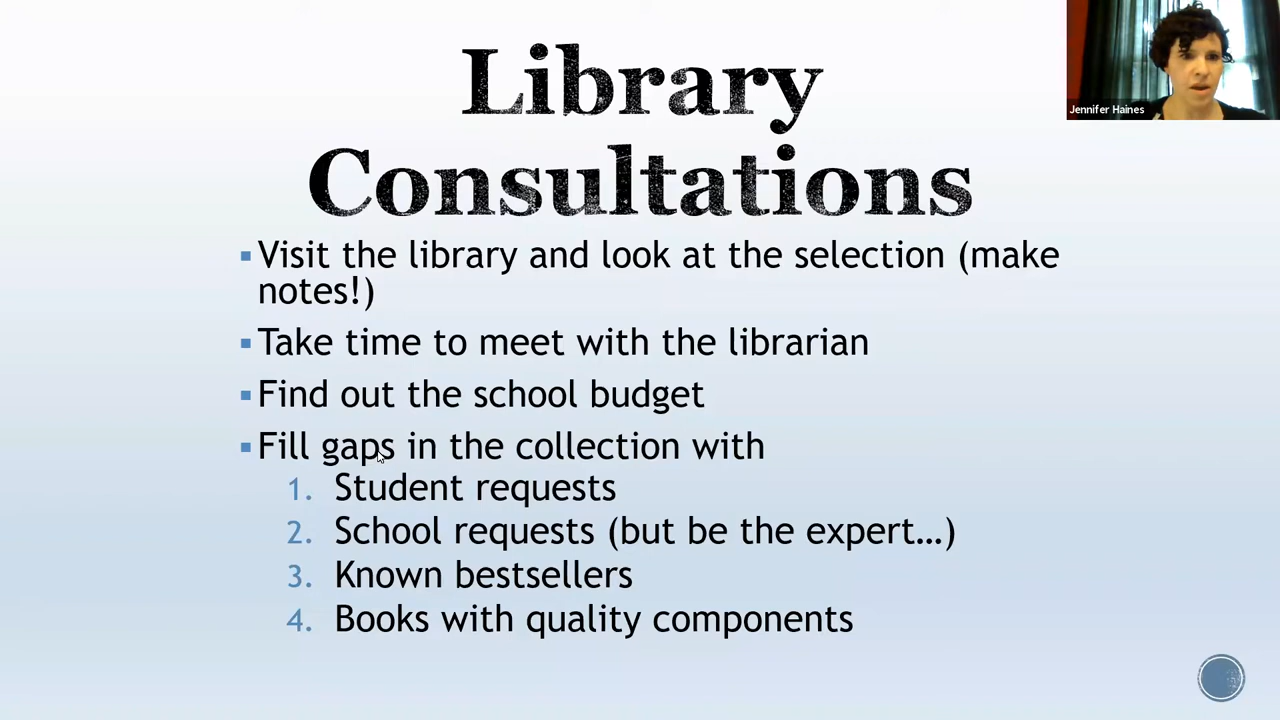 Library
Consultations
Jennifer Haines
▪Visit the library and look at the selection (make
notes!)
▪Take time to meet with the librarian
▪Find out the school budget
▪Fill gaps in the collection with
1. Student requests
2. School requests (but be the expert…)
3. Known bestsellers
4. Books with quality components